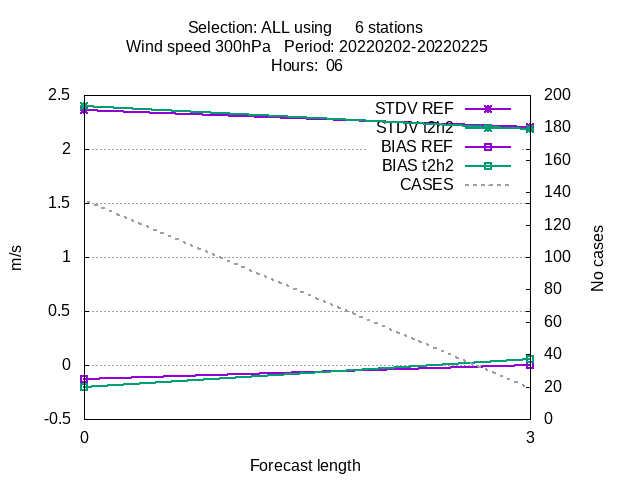 Selection: ALL using 6 stations
Wind speed 300hPa Period: 20220202-20220225
Hours: 06
2.5
2
1.5
1
0.5
0
-0.5
200
180
160
140
120
100
80
60
40
20
0
STDV REF
STDV t2h2
BIAS REF
BIAS t2h2
CASES
m/s
No cases
0
3
Forecast length